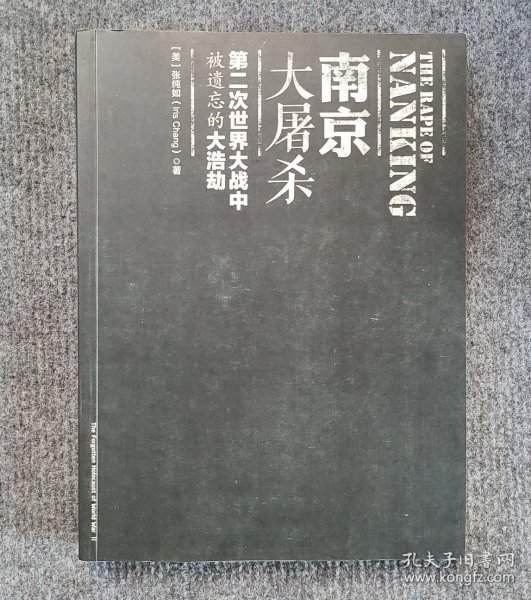 THE RAPE OF
NANKING
南京
大屠杀
第二次世界大战中
被遗忘的大浩劫
［美］张纯如（Iris Chang）◎著
The Forgotten Holocaust of World War II
孔夫子旧书网
www.kongfz.com